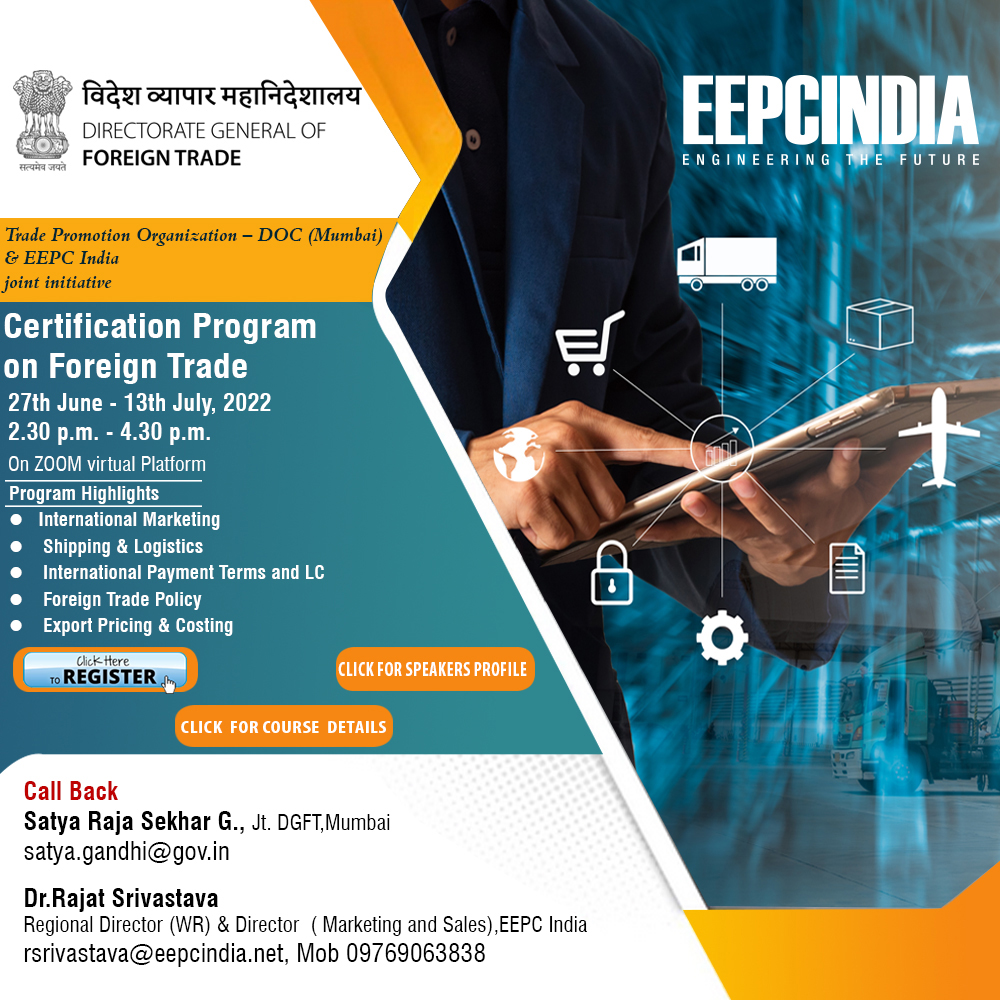 विदेश व्यापार महानिदेशालय
DIRECTORATE GENERAL OF
FOREIGN TRADE
सत्यमेव जयते
EEPCINDIA
ENGINEERING THE FUTURE
Trade Promotion Organization – DOC (Mumbai)
& EEPC India
joint initiative
Certification Program
on Foreign Trade
27th June - 13th July, 2022
2.30 p.m. - 4.30 p.m.
On ZOOM virtual Platform
Program Highlights
● International Marketing
● Shipping & Logistics
● International Payment Terms and LC
● Foreign Trade Policy
● Export Pricing & Costing
Click Here
TO REGISTER
CLICK FOR SPEAKERS PROFILE
CLICK FOR COURSE DETAILS
Call Back
Satya Raja Sekhar G., Jt. DGFT,Mumbai
satya.gandhi@gov.in
Dr.Rajat Srivastava
Regional Director (WR) & Director ( Marketing and Sales),EEPC India
rsrivastava@eepcindia.net, Mob 09769063838